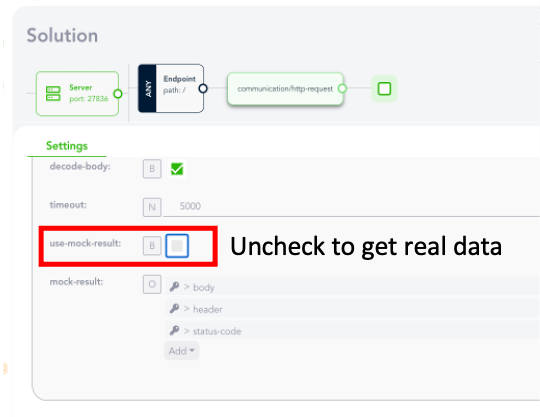 Solution
Server
port: 27836
ANY
Endpoint
path: /
communication/http-request
Settings
decode-body:
B
timeout:
N
5000
use-mock-result:
B
Uncheck to get real data
mock-result:
O
> body
> header
> status-code
Add